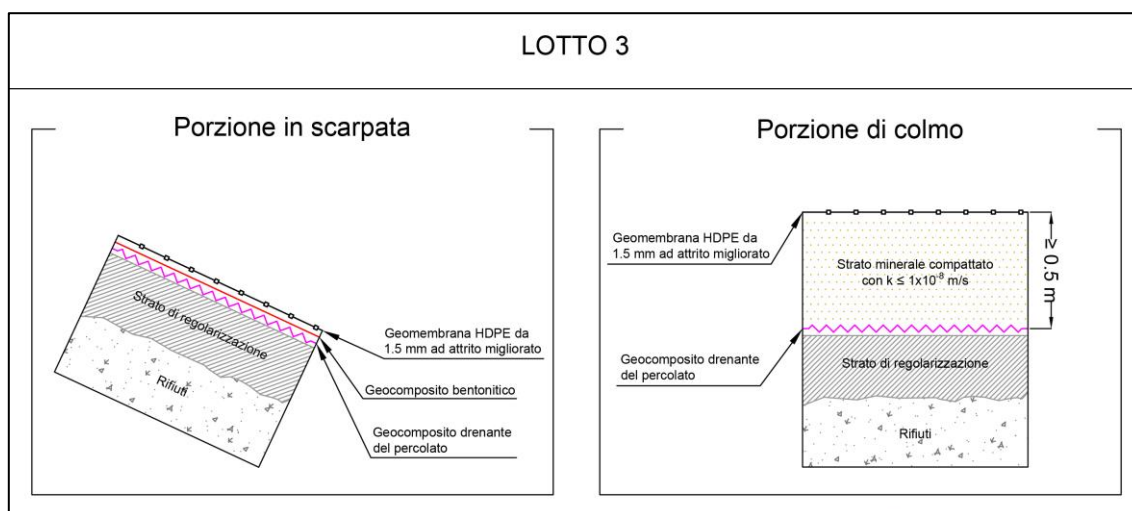 LOTTO 3
Porzione in scarpata
Strato di regolarizzazione
Rifiuti
Geomembrana HDPE da
1.5 mm ad attrito migliorato
Geocomposito bentonitico
Geocomposito drenante
del percolato
Porzione di colmo
Geomembrana HDPE da
1.5 mm ad attrito migliorato
Strato minerale compattato
con k ≤ 1x10⁻⁸ m/s
≥ 0.5 m
Geocomposito drenante
del percolato
Strato di regolarizzazione
Rifiuti